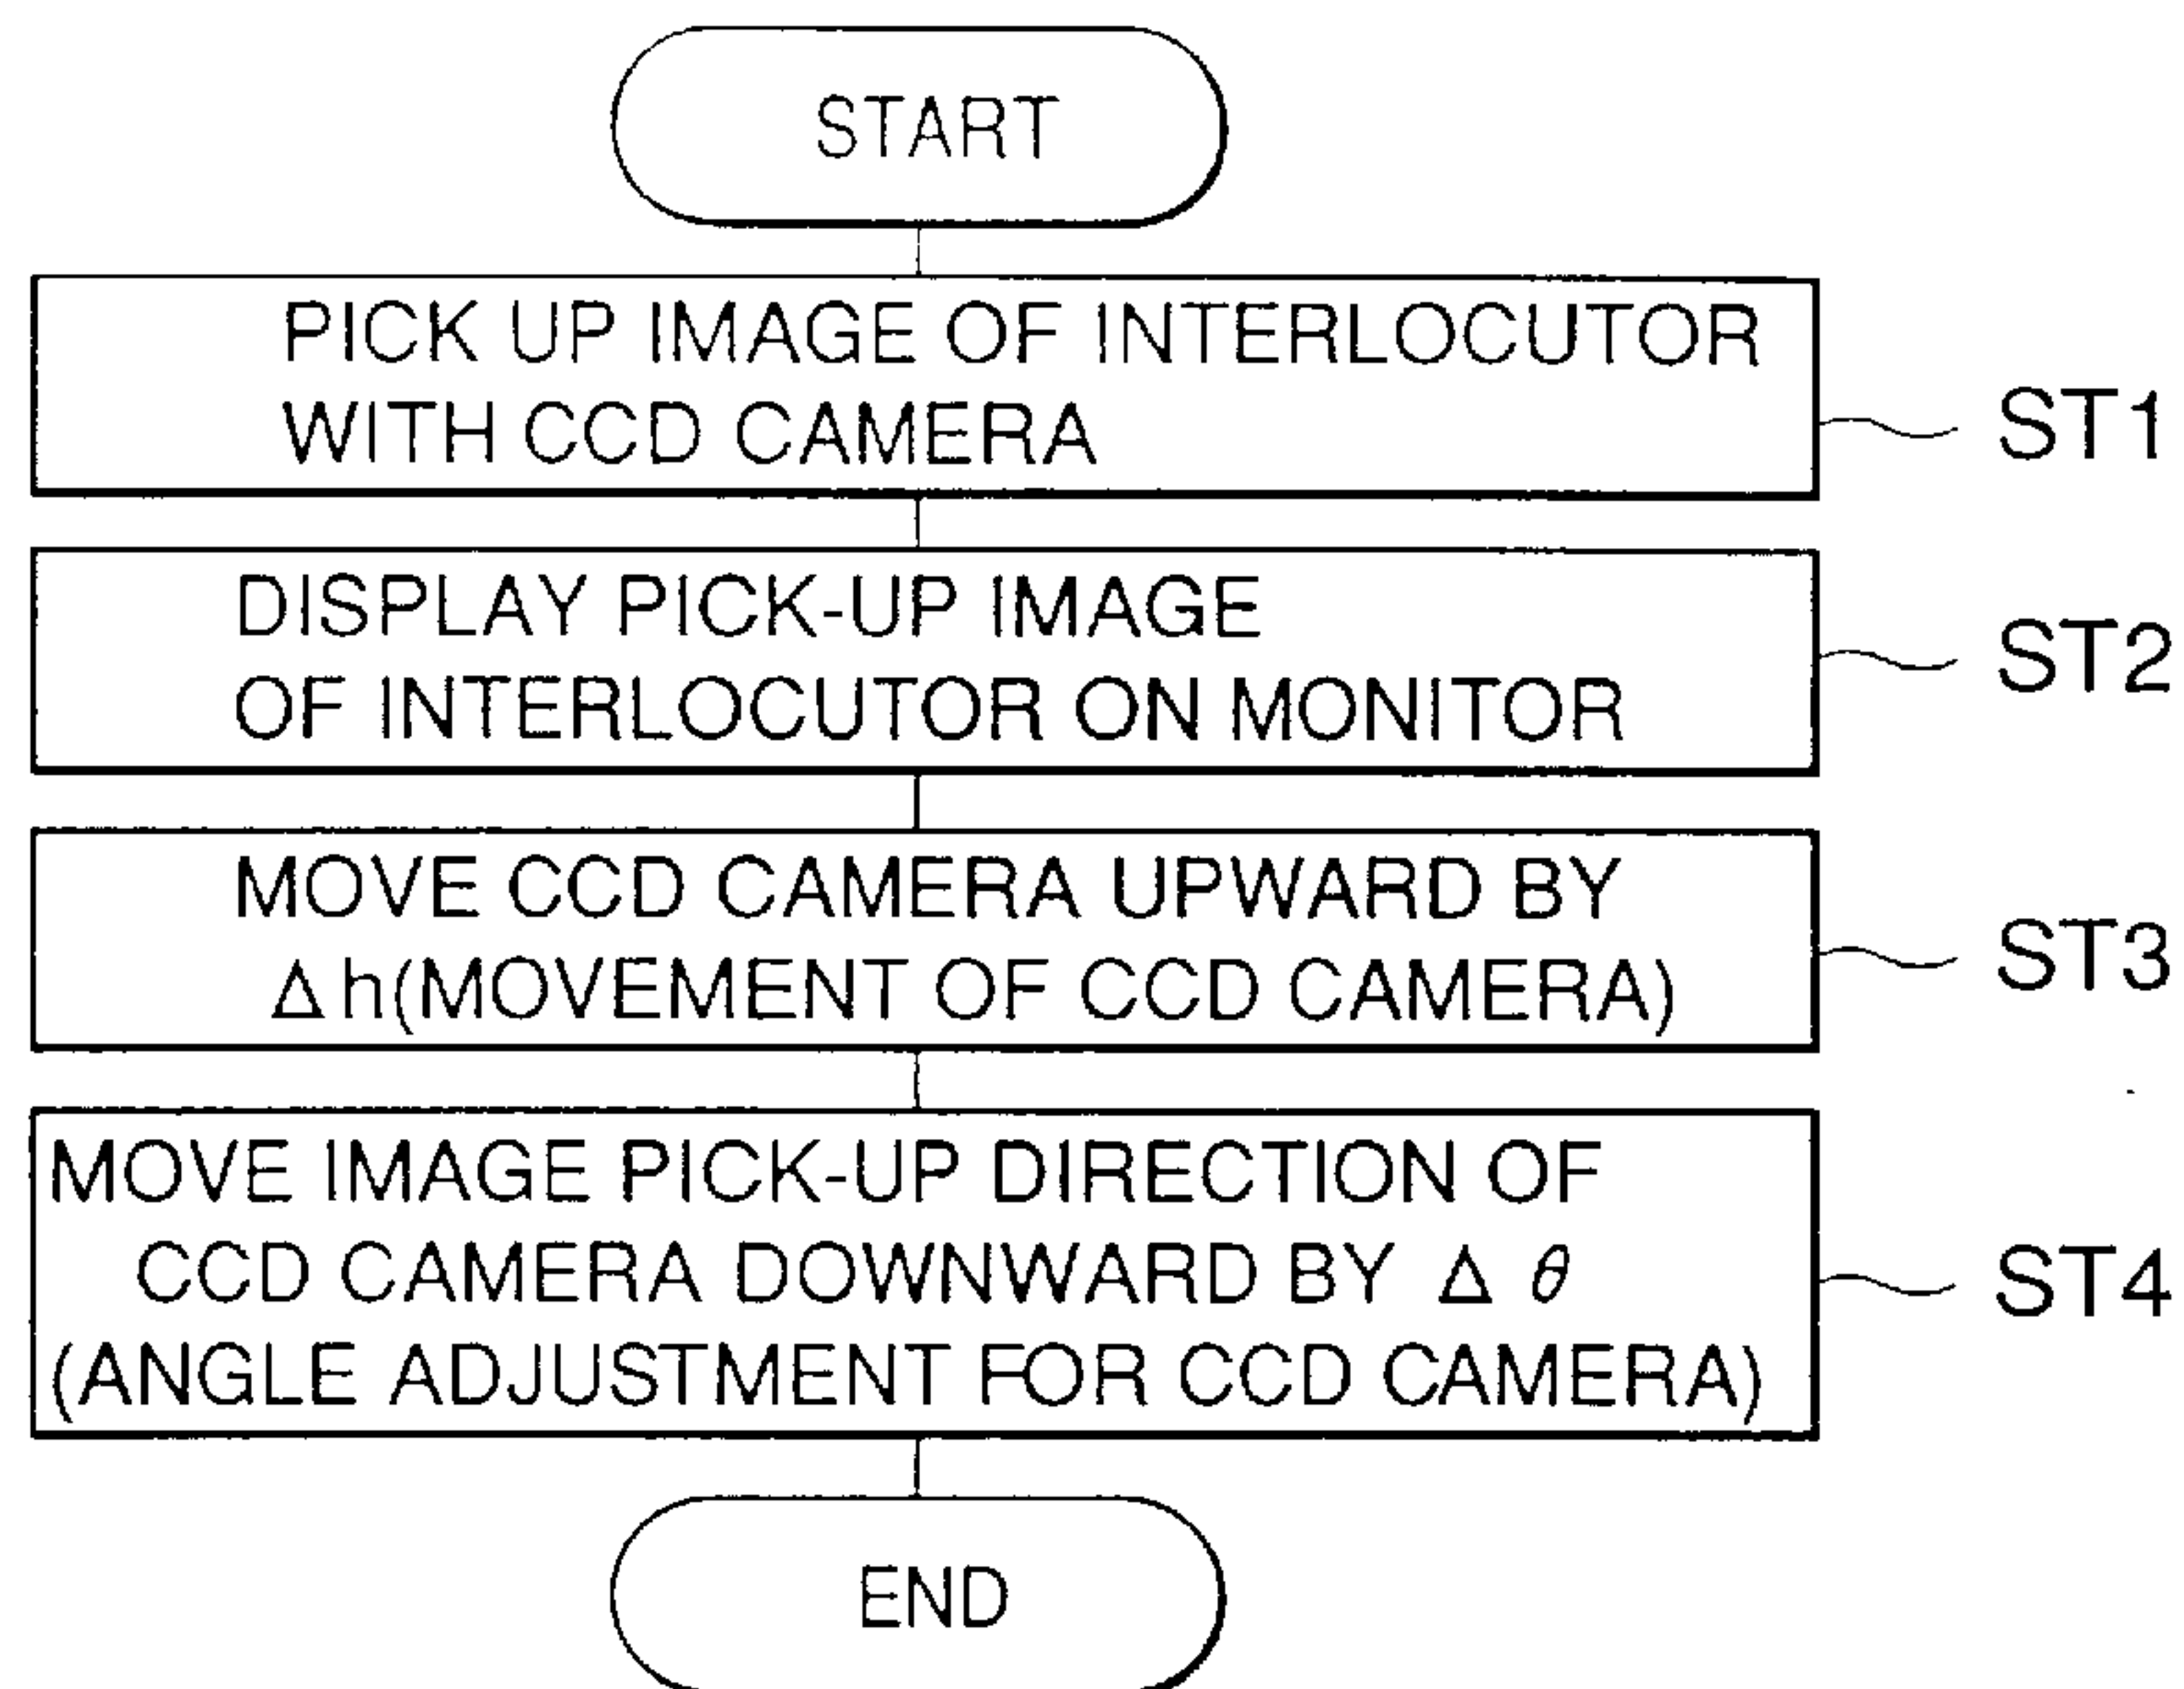 START
PICK UP IMAGE OF INTERLOCUTOR
WITH CCD CAMERA
ST1
DISPLAY PICK-UP IMAGE
OF INTERLOCUTOR ON MONITOR
ST2
MOVE CCD CAMERA UPWARD BY
Δh(MOVEMENT OF CCD CAMERA)
ST3
MOVE IMAGE PICK-UP DIRECTION OF
CCD CAMERA DOWNWARD BY Δ θ
(ANGLE ADJUSTMENT FOR CCD CAMERA)
ST4
END